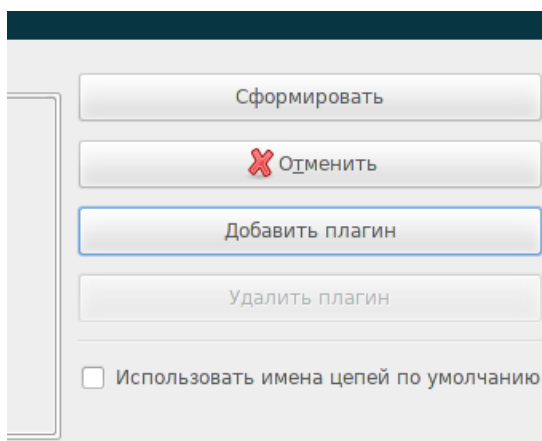 Сформировать
Отменить
Добавить плагин
Удалить плагин
Использовать имена цепей по умолчанию